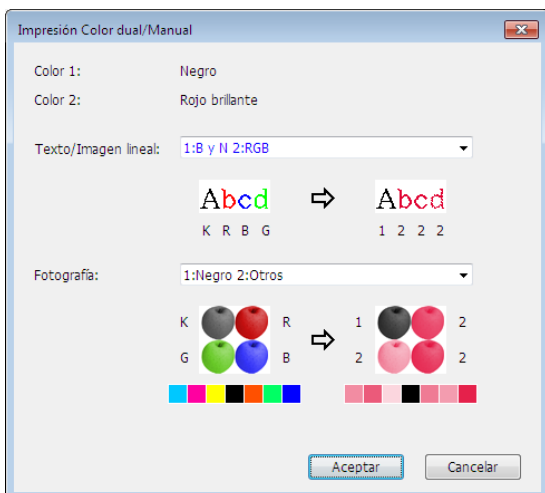 Impresión Color dual/Manual
Color 1: Negro
Color 2: Rojo brillante
Texto/Imagen lineal: 1:B y N 2:RGB
Abcd Abcd
K R B G 1 2 2 2
Fotografía: 1:Negro 2:Otros
K R 1 2
G B 2 2
Aceptar Cancelar